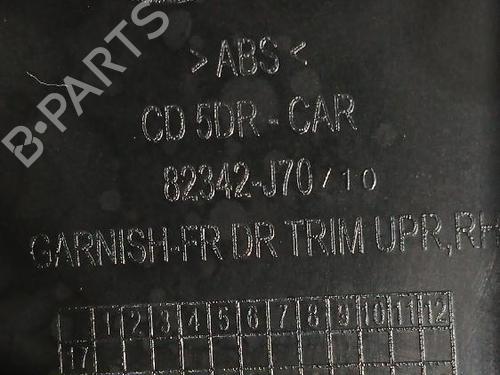 B-PARTS
>ABS<
CD 5DR - CAR
82342-J70/10
GARNISH-FR DR TRIM UPR, RH
1 2 3 4 5 6 7 8 9 10 11 12
17